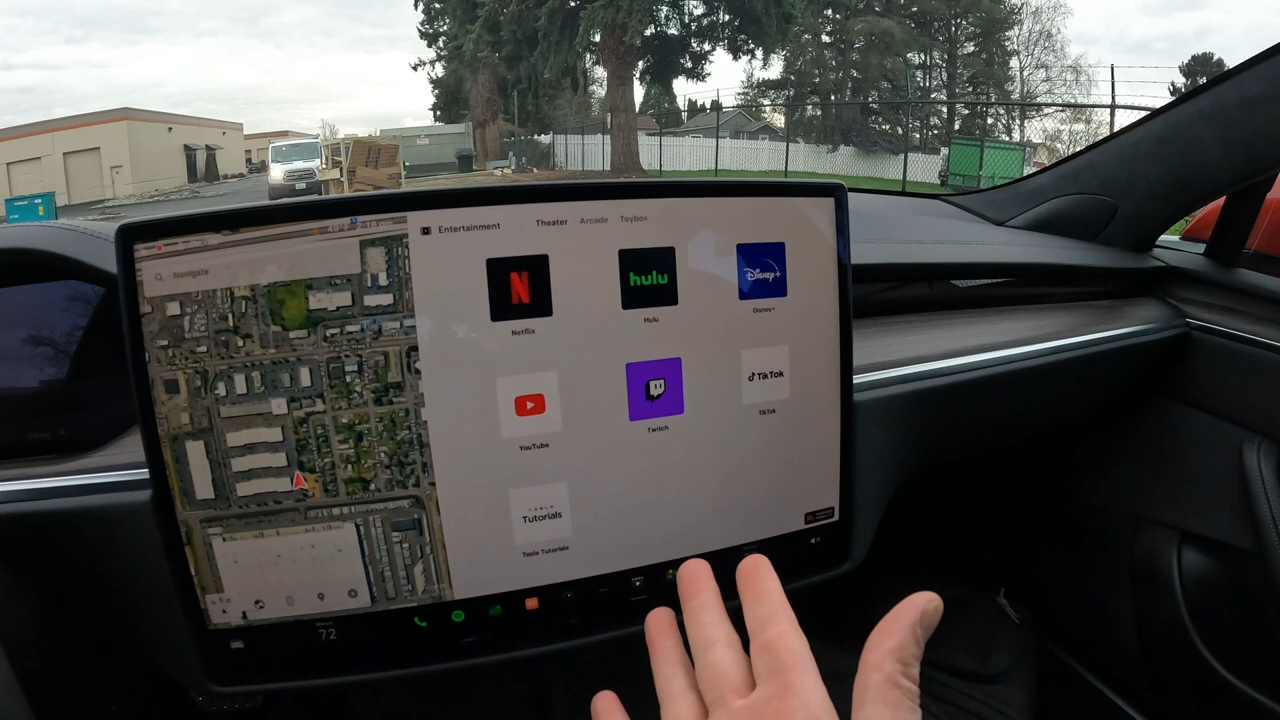 Navigate
Entertainment
Theater Arcade Toybox
N
Netflix
hulu
Hulu
Disney+
Disney+
YouTube
Twitch
TikTok
TikTok
TESLA
Tutorials
Tesla Tutorials
72